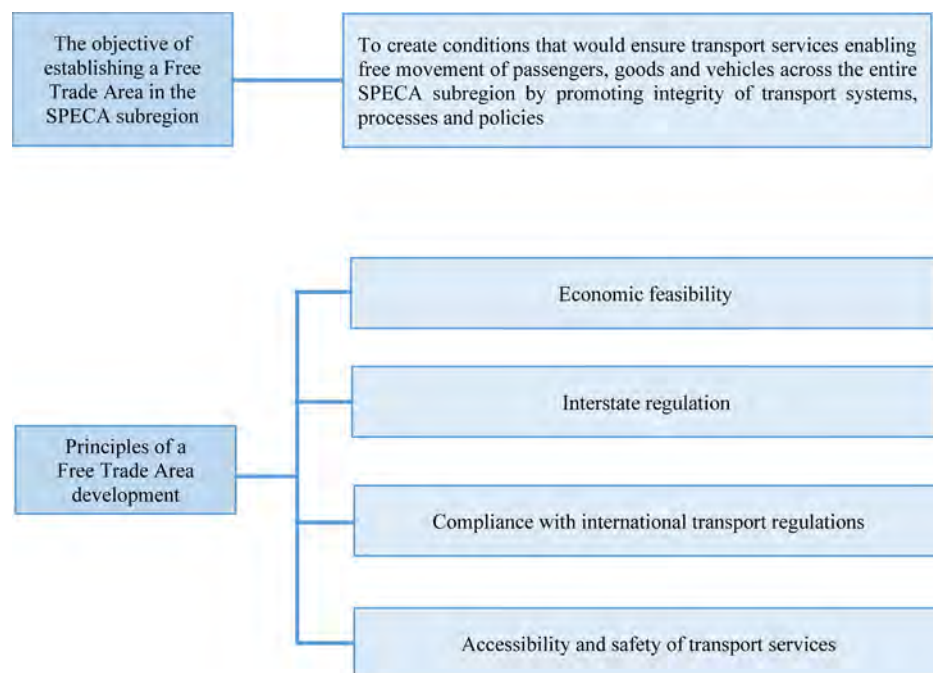 The objective of
establishing a Free
Trade Area in the
SPECA subregion
To create conditions that would ensure transport services enabling
free movement of passengers, goods and vehicles across the entire
SPECA subregion by promoting integrity of transport systems,
processes and policies
Principles of a
Free Trade Area
development
Economic feasibility
Interstate regulation
Compliance with international transport regulations
Accessibility and safety of transport services